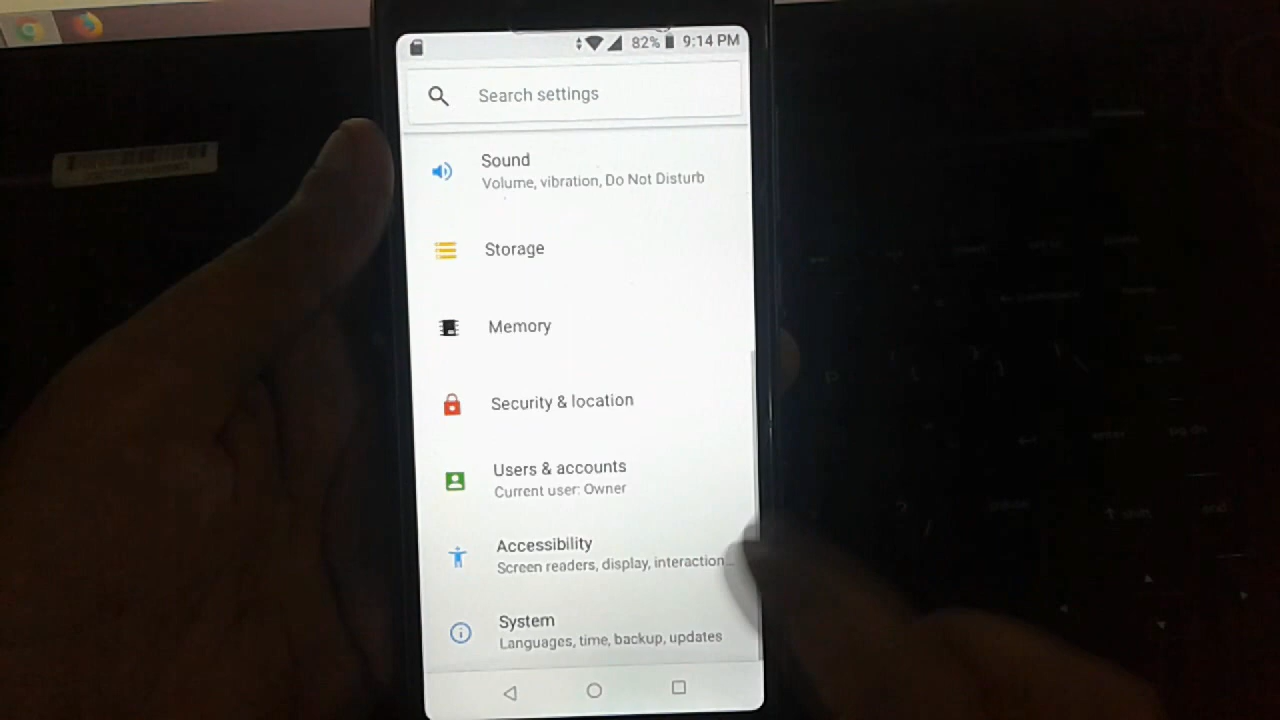 82% 9:14 PM
Search settings
Sound
Volume, vibration, Do Not Disturb
Storage
Memory
Security & location
Users & accounts
Current user: Owner
Accessibility
Screen readers, display, interaction…
System
Languages, time, backup, updates